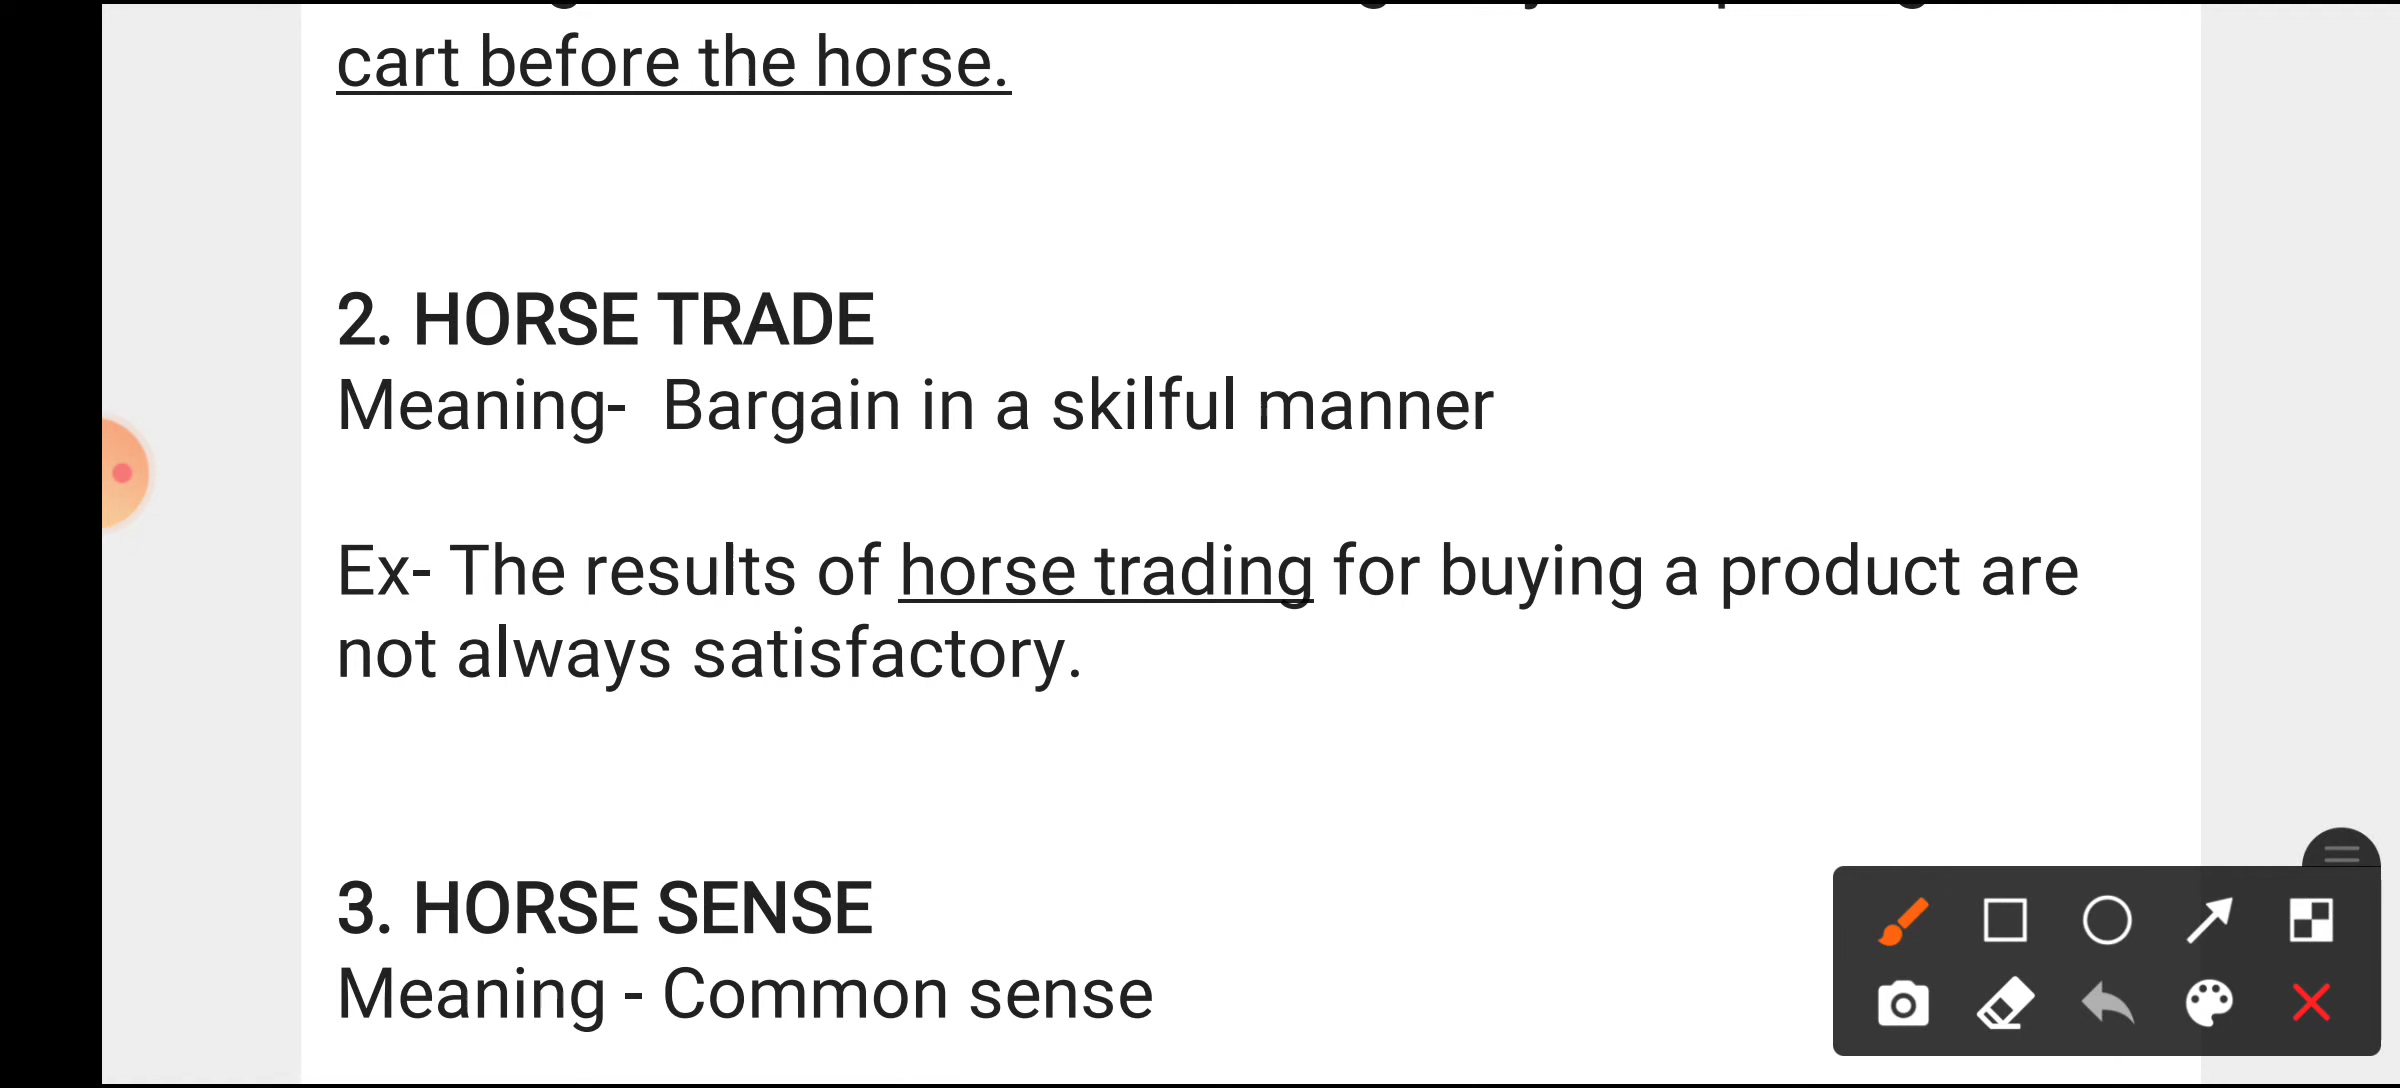 cart before the horse.
2. HORSE TRADE
Meaning-  Bargain in a skilful manner
Ex- The results of horse trading for buying a product are
not always satisfactory.
3. HORSE SENSE
Meaning - Common sense